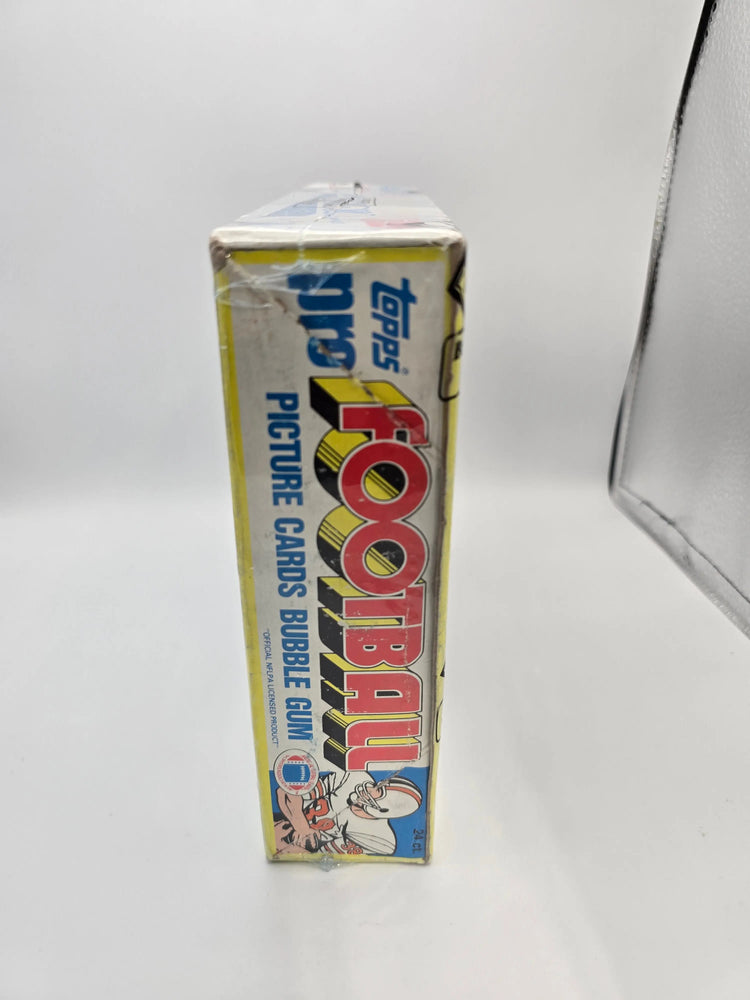 topps®
pro
FOOTBALL
PICTURE CARDS BUBBLE GUM
"OFFICIAL NFLPA LICENSED PRODUCT"
24 CT.